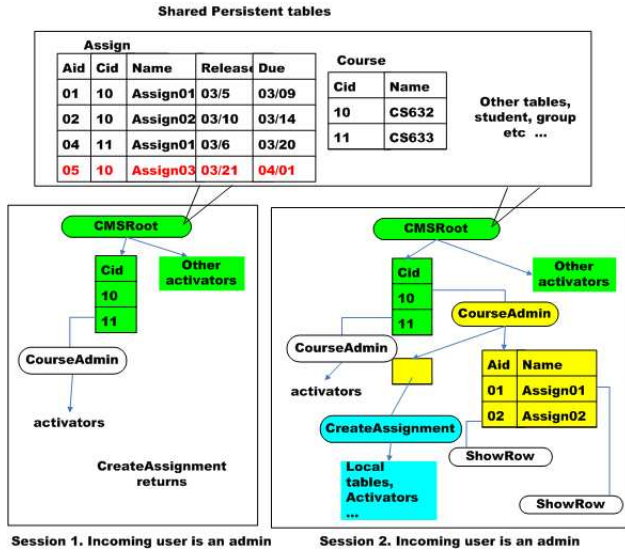 Shared Persistent tables
Assign
Aid Cid Name Release Due
01 10 Assign01 03/5 03/09
02 10 Assign02 03/10 03/14
04 11 Assign01 03/6 03/20
05 10 Assign03 03/21 04/01
Course
Cid Name
10 CS632
11 CS633
Other tables,
student, group
etc ...
CMSRoot
Cid
10
11
Other
activators
CourseAdmin
activators
CreateAssignment
returns
Session 1. Incoming user is an admin
CMSRoot
Cid
10
11
Other
activators
CourseAdmin
CourseAdmin
activators
Aid Name
01 Assign01
02 Assign02
CreateAssignment
ShowRow
Local
tables,
Activators
...
ShowRow
Session 2. Incoming user is an admin